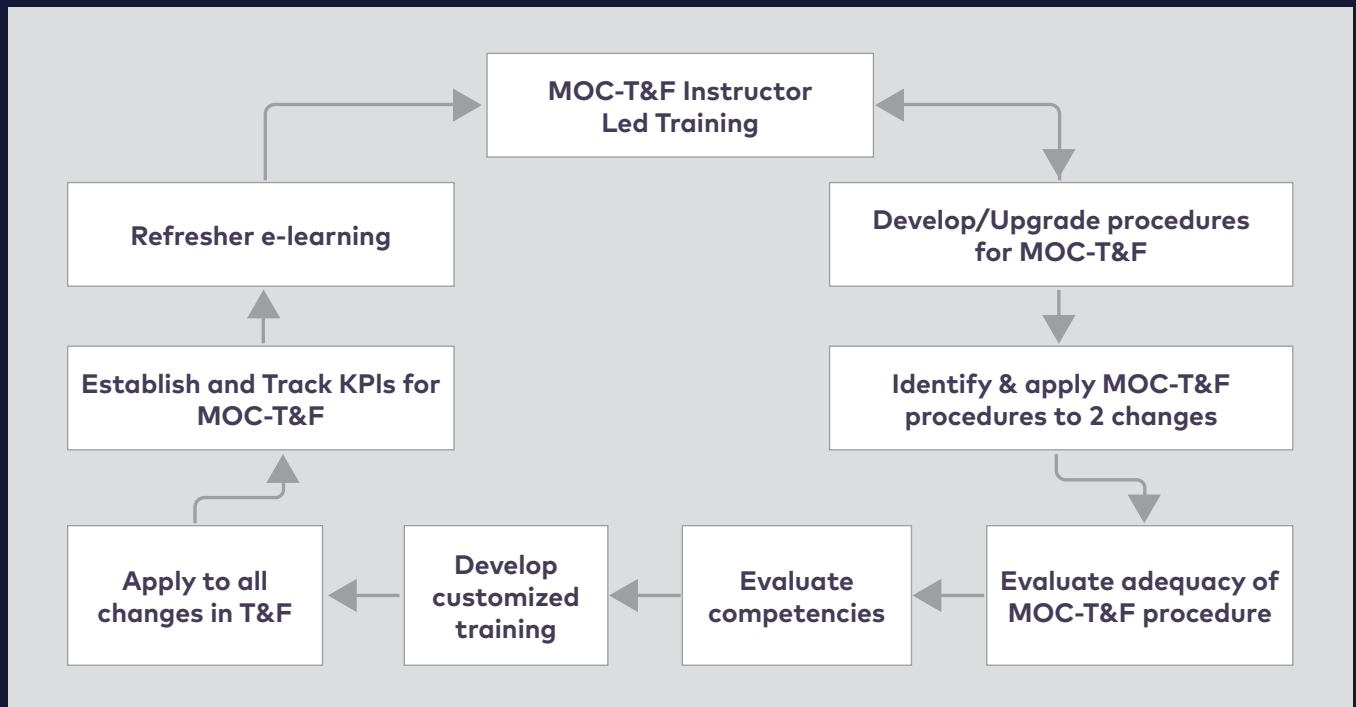 MOC-T&F Instructor
Led Training
Refresher e-learning
Develop/Upgrade procedures
for MOC-T&F
Establish and Track KPIs for
MOC-T&F
Identify & apply MOC-T&F
procedures to 2 changes
Apply to all
changes in T&F
Develop
customized
training
Evaluate
competencies
Evaluate adequacy of
MOC-T&F procedure